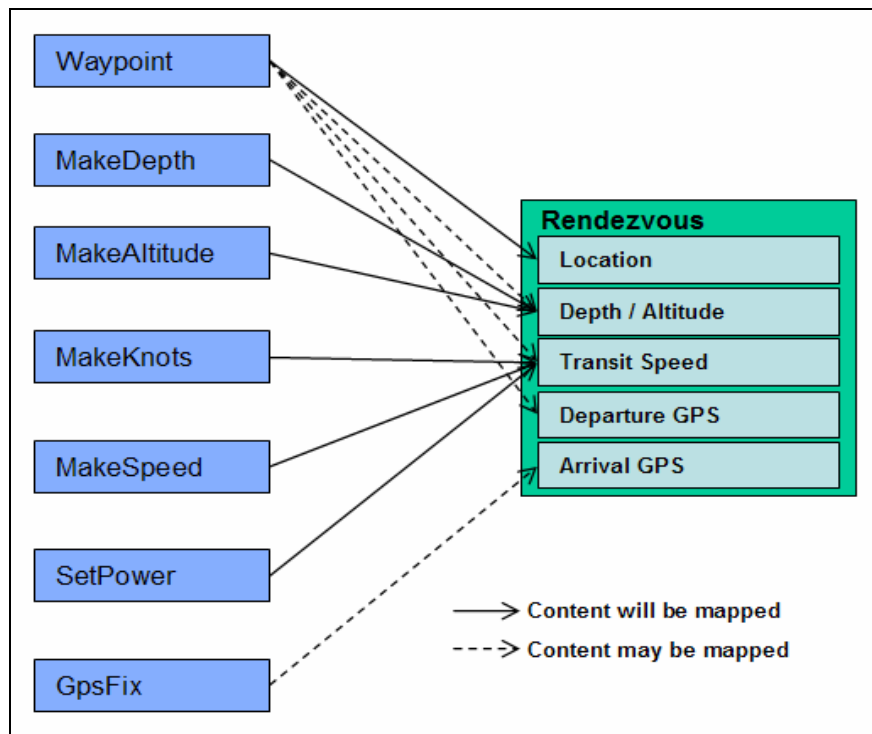 Waypoint
MakeDepth
MakeAltitude
MakeKnots
MakeSpeed
SetPower
GpsFix
Rendezvous
Location
Depth / Altitude
Transit Speed
Departure GPS
Arrival GPS
Content will be mapped
Content may be mapped